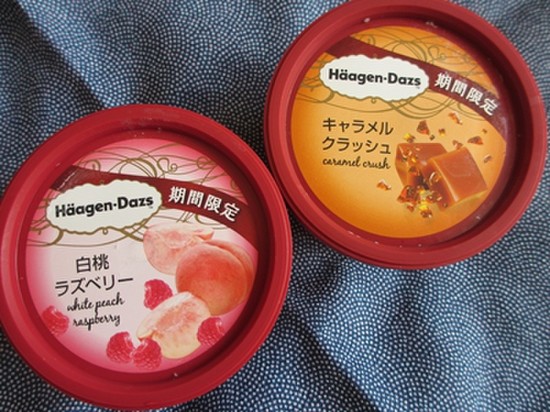 Häagen-Dazs
期間限定
白桃
ラズベリー
white peach
raspberry
Häagen-Dazs
期間限定
キャラメル
クラッシュ
caramel crush